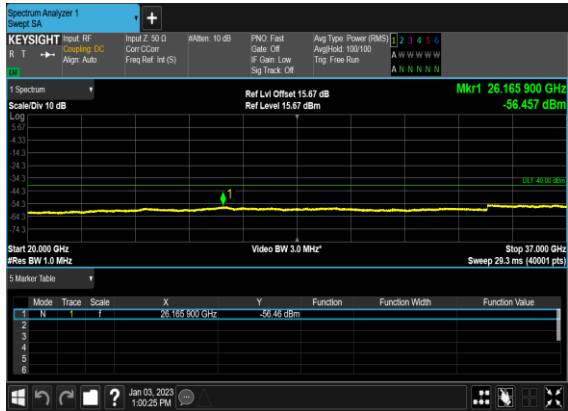 Spectrum Analyzer 1
Swept SA
+
KEYSIGHT
R T
LXI
Input: RF
Coupling: DC
Align: Auto
Input Z: 50 Ω
Corr CCorr
Freq Ref: Int (S)
#Atten: 10 dB
PNO: Fast
Gate: Off
IF Gain: Low
Sig Track: Off
Avg Type: Power (RMS)
Avg|Hold: 100/100
Trig: Free Run
1 2 3 4 5 6
A W W W W W
A N N N N N
1 Spectrum
Scale/Div 10 dB
Ref Lvl Offset 15.67 dB
Ref Level 15.67 dBm
Mkr1 26.165 900 GHz
-56.457 dBm
Log
5.67
-4.33
-14.3
-24.3
-34.3
-44.3
-54.3
-64.3
-74.3
DL1 -40.00 dBm
1
Start 20.000 GHz
#Res BW 1.0 MHz
Video BW 3.0 MHz*
Stop 37.000 GHz
Sweep 29.3 ms (40001 pts)
5 Marker Table
Mode Trace Scale X Y Function Function Width Function Value
1 N 1 f 26.165 900 GHz -56.46 dBm
2
3
4
5
6
?
Jan 03, 2023
1:00:25 PM